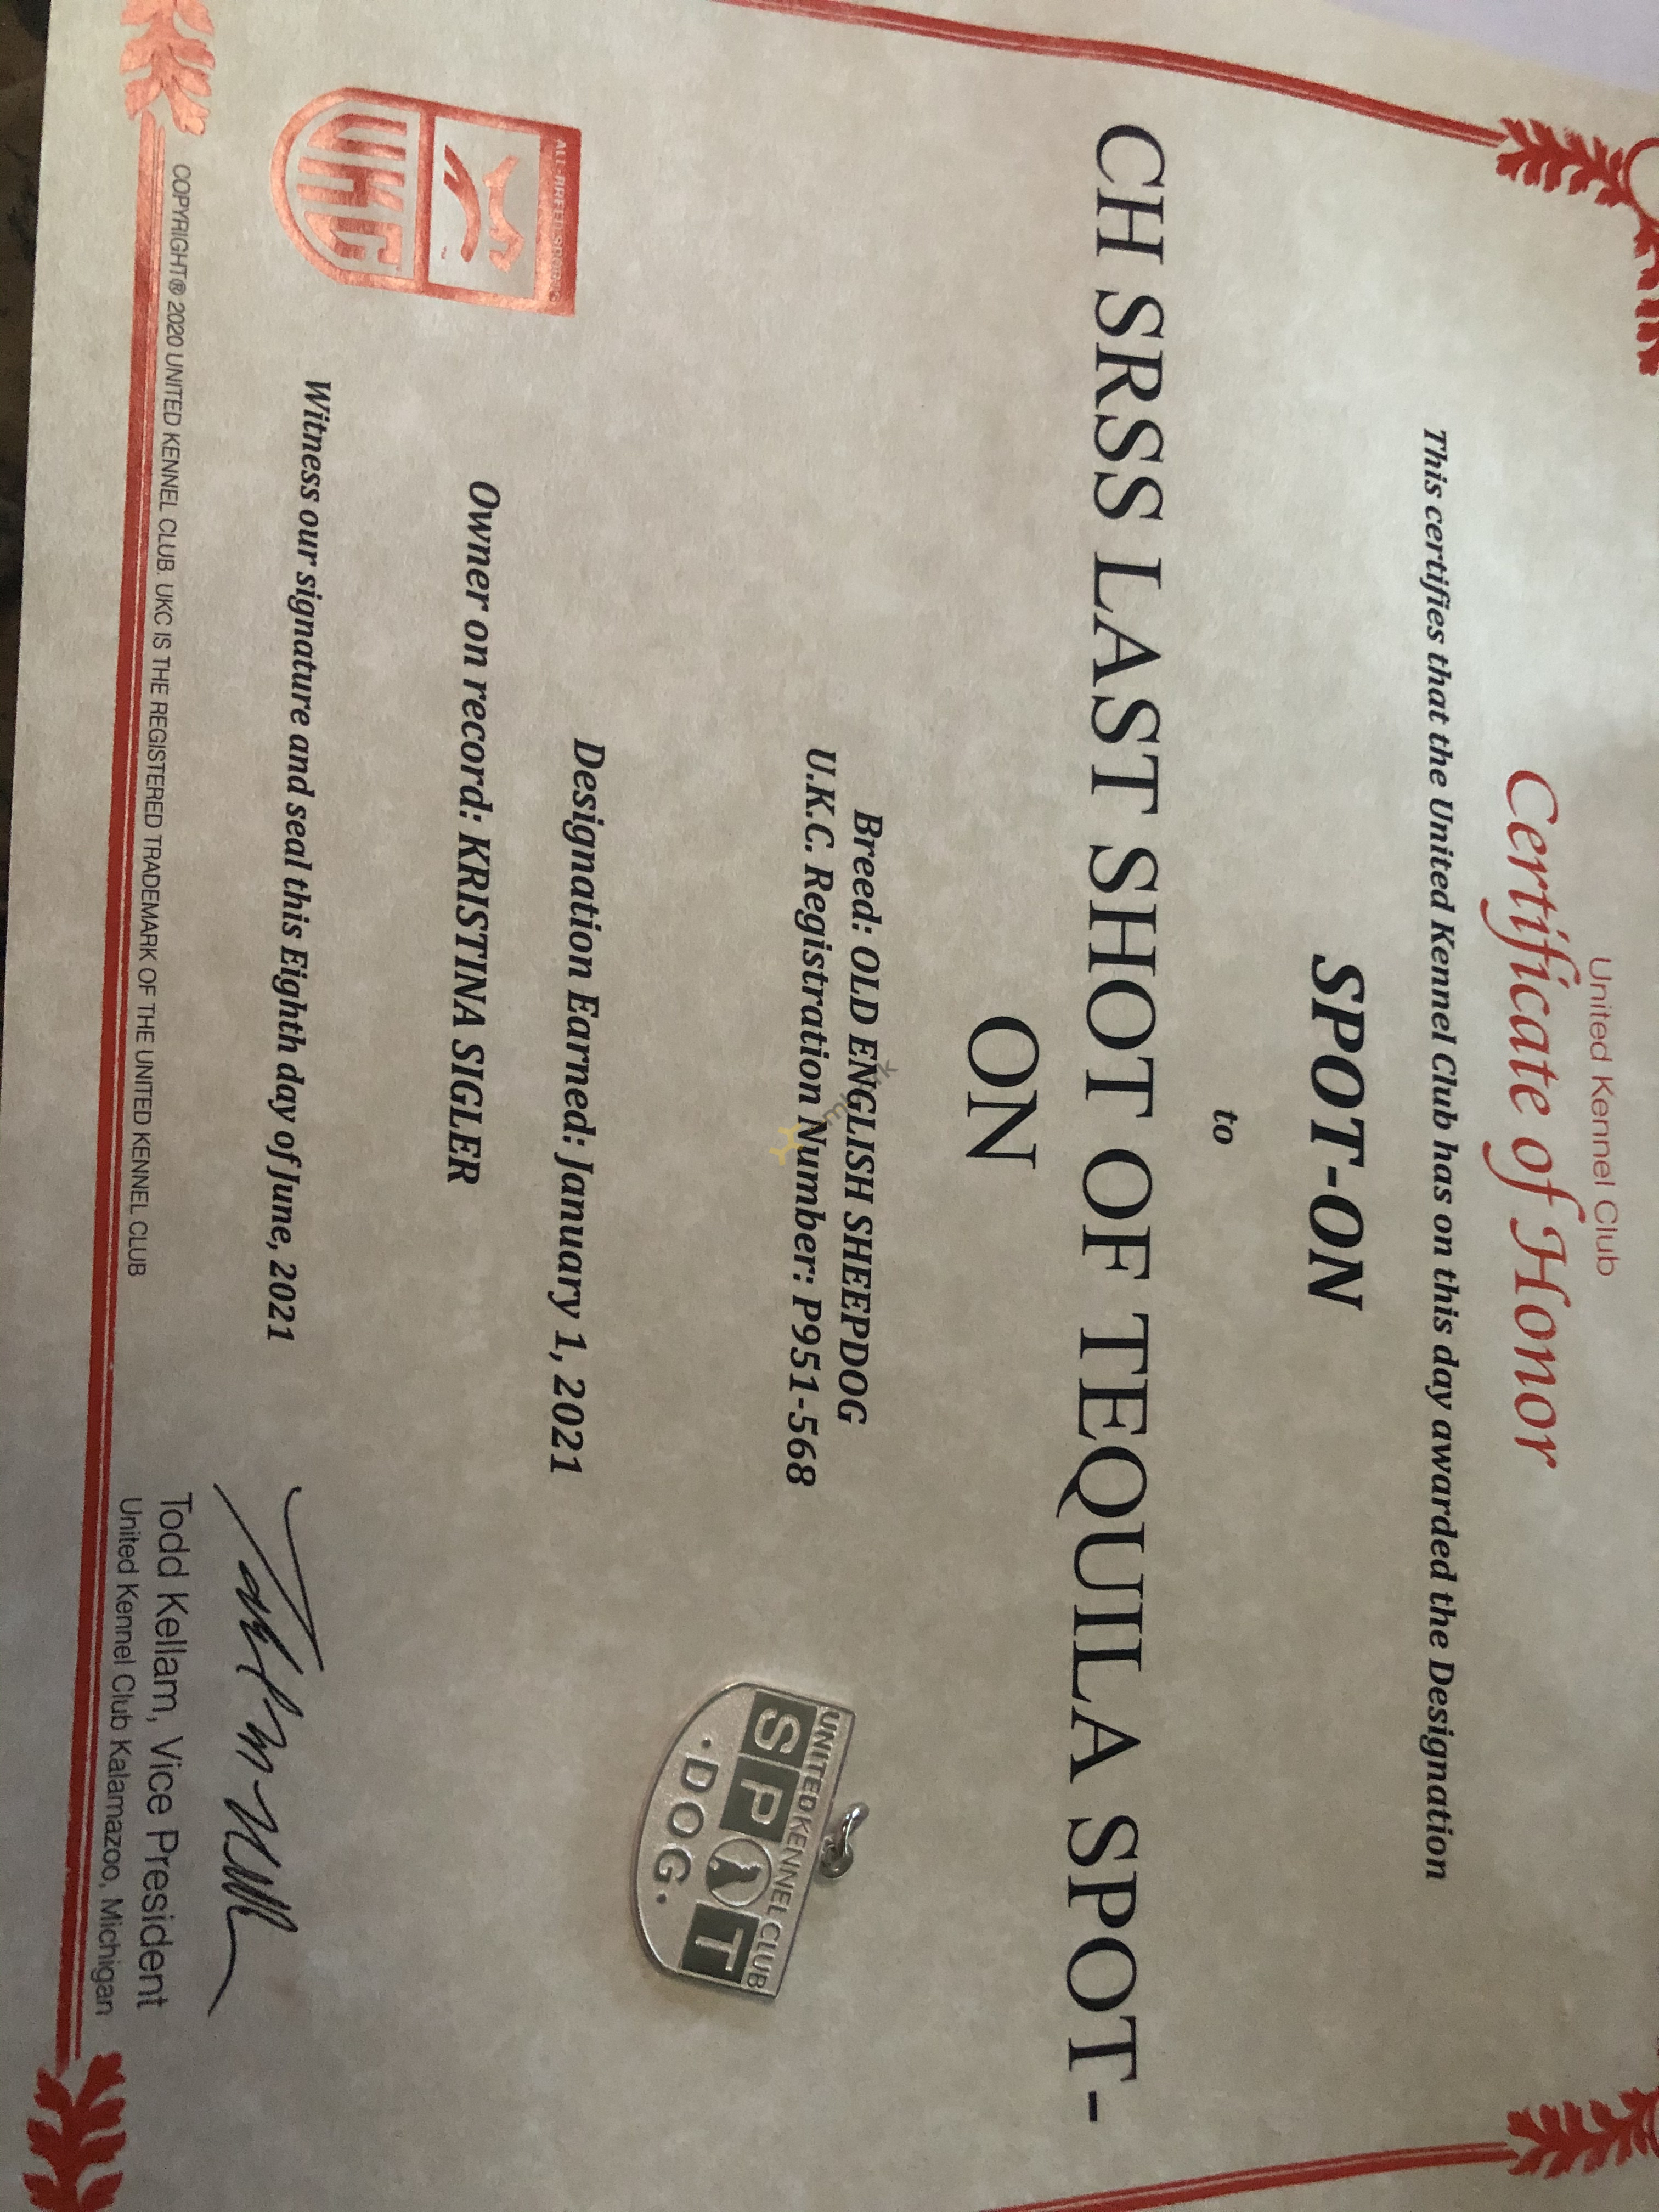 United Kennel Club
Certificate of Honor
This certifies that the United Kennel Club has on this day awarded the Designation
SPOT-ON
to
CH SRSS LAST SHOT OF TEQUILA SPOT-
ON
Breed: OLD ENGLISH SHEEPDOG
U.K.C. Registration Number: P951-568
UNITED KENNEL CLUB
SPOT
·DOG·
Designation Earned: January 1, 2021
Owner on record: KRISTINA SIGLER
ALL-BREED SPORTS
UKC
Witness our signature and seal this Eighth day of June, 2021
Todd Kellam, Vice President
United Kennel Club Kalamazoo, Michigan
COPYRIGHT® 2020 UNITED KENNEL CLUB. UKC IS THE REGISTERED TRADEMARK OF THE UNITED KENNEL CLUB